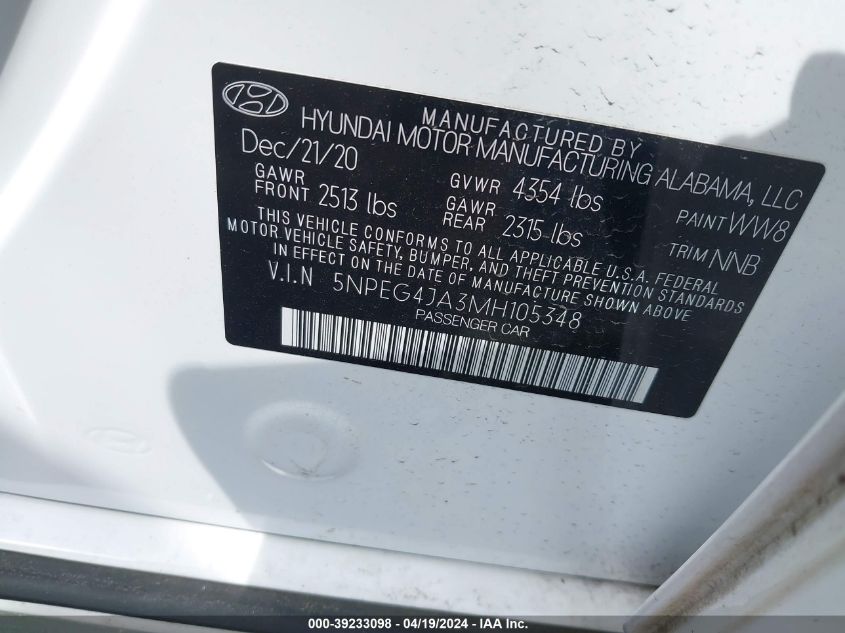 MANUFACTURED BY
HYUNDAI MOTOR MANUFACTURING ALABAMA, LLC
Dec/21/20
GAWR FRONT 2513 lbs
GVWR 4354 lbs
GAWR REAR 2315 lbs
PAINT WW8
TRIM NNB
THIS VEHICLE CONFORMS TO ALL APPLICABLE U.S. FEDERAL
MOTOR VEHICLE SAFETY, BUMPER, AND THEFT PREVENTION STANDARDS
IN EFFECT ON THE DATE OF MANUFACTURE SHOWN ABOVE
V.I.N 5NPEG4JA3MH105348
PASSENGER CAR
000-39233098 - 04/19/2024 - IAA Inc.